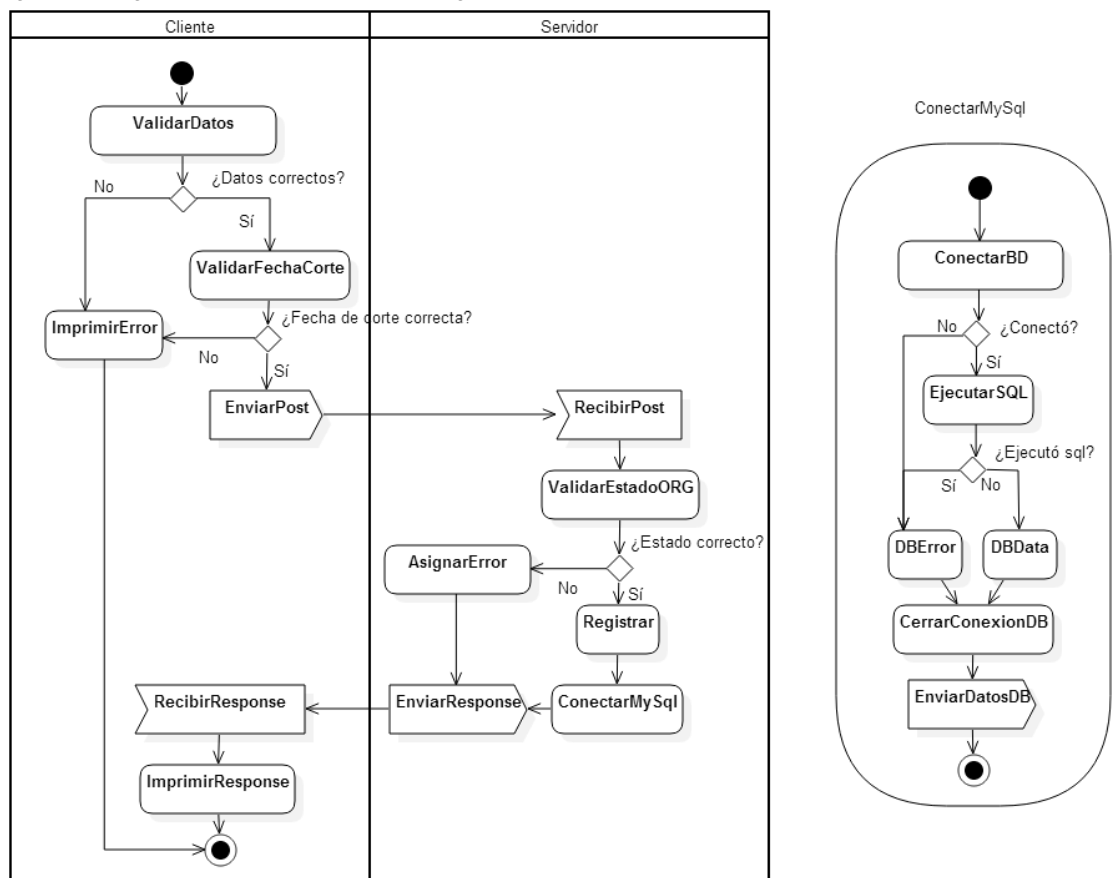 Cliente
Servidor
ValidarDatos
¿Datos correctos?
No
Sí
ValidarFechaCorte
ImprimirError
¿Fecha de corte correcta?
No
Sí
EnviarPost
RecibirPost
ValidarEstadoORG
¿Estado correcto?
AsignarError
No
Sí
Registrar
RecibirResponse
EnviarResponse
ConectarMySql
ImprimirResponse
ConectarMySql
ConectarBD
No
¿Conectó?
Sí
EjecutarSQL
¿Ejecutó sql?
Sí
No
DBError
DBData
CerrarConexionDB
EnviarDatosDB